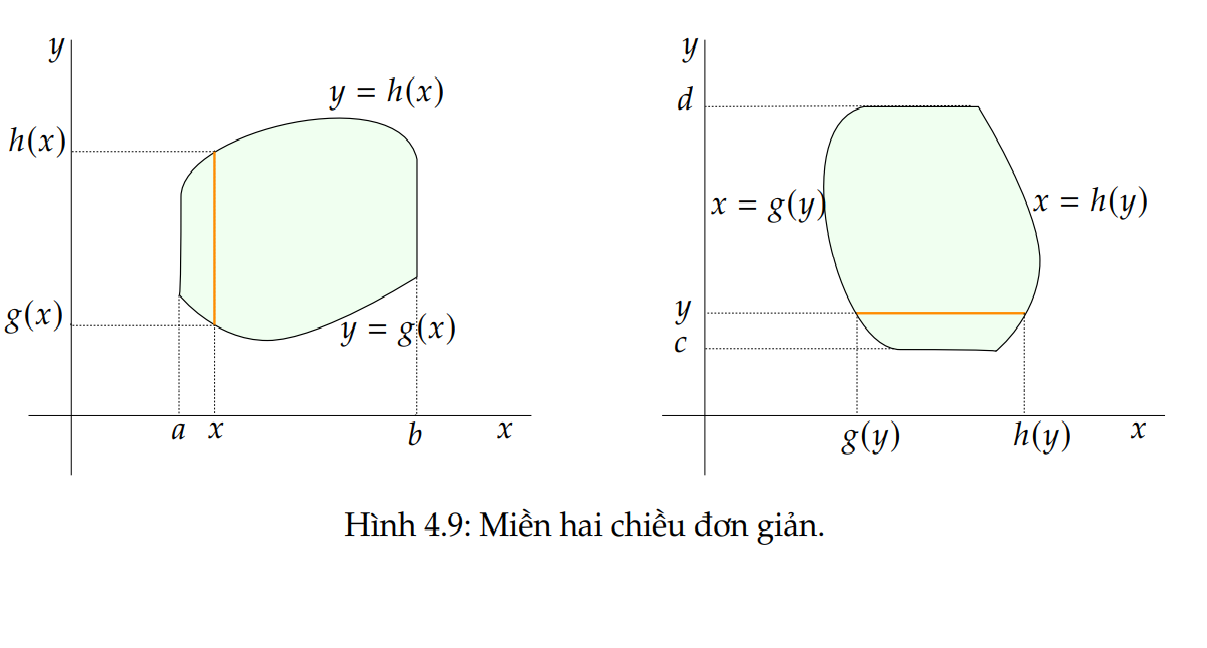 y
y = h(x)
h(x)
g(x)
y = g(x)
a x b x
y
d
x = g(y) x = h(y)
y
c
g(y) h(y) x
Hình 4.9: Miền hai chiều đơn giản.